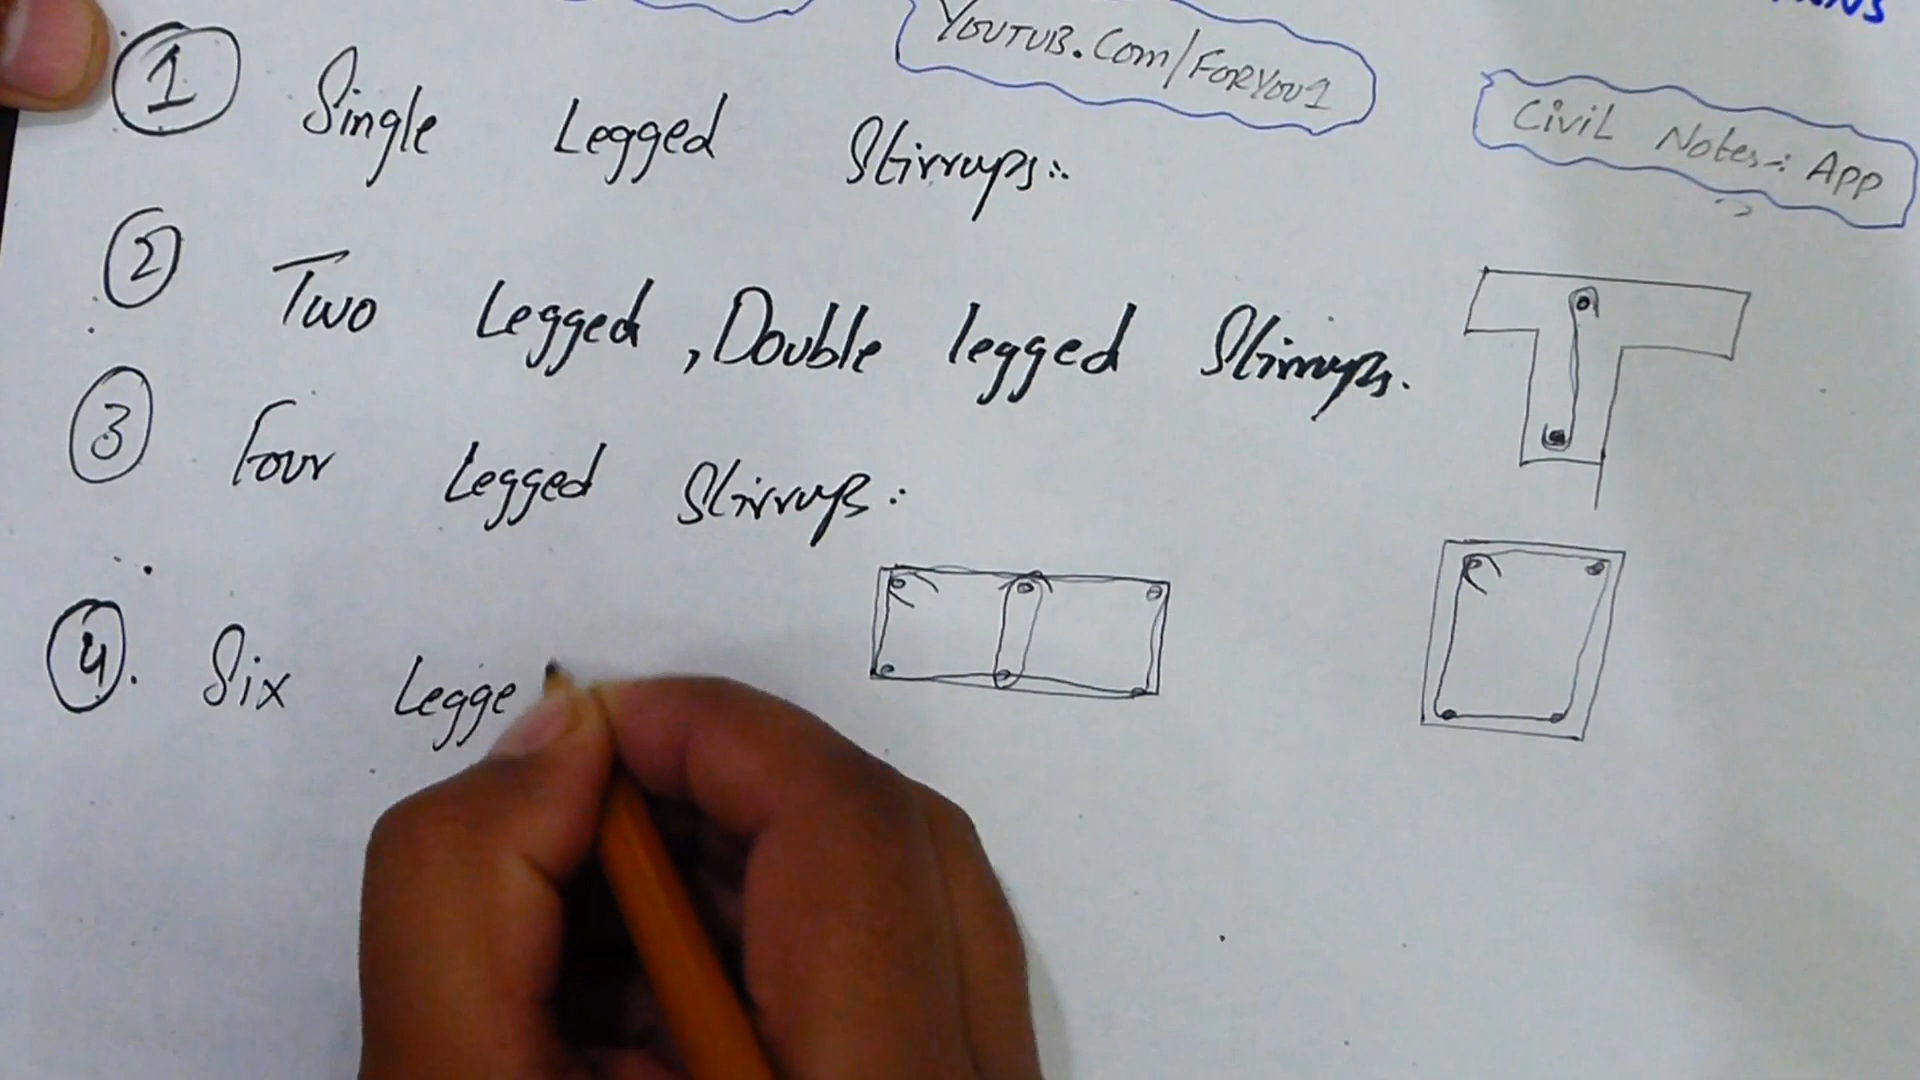 YOUTUB.Com/FORYOU1
CiviL Notes-: App
1 Single Legged Stirrups:-
2 Two Legged, Double legged Stirrups.
3 Four Legged Stirrups:
4. Six Legge